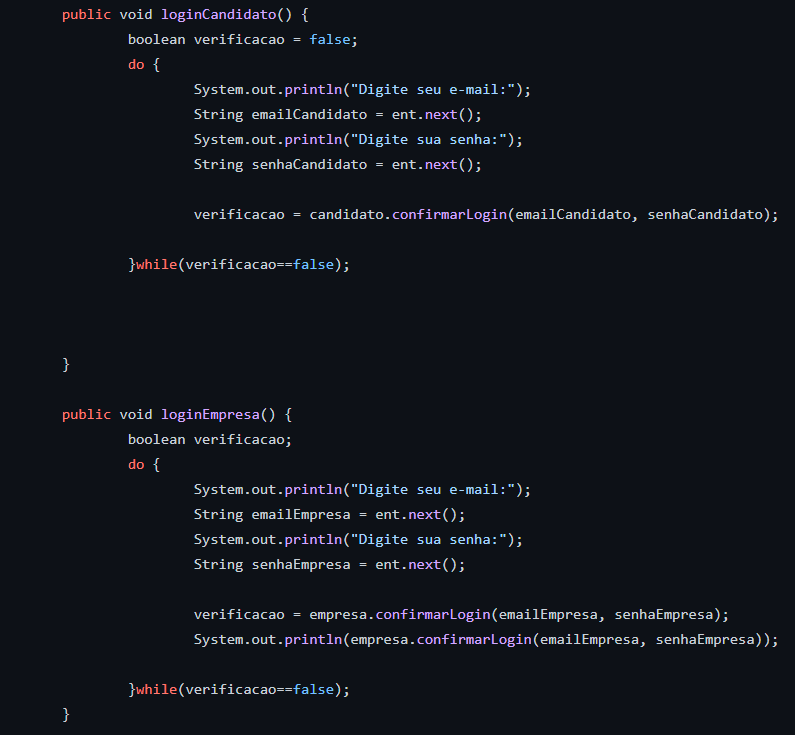 public void loginCandidato() {
boolean verificacao = false;
do {
System.out.println("Digite seu e-mail:");
String emailCandidato = ent.next();
System.out.println("Digite sua senha:");
String senhaCandidato = ent.next();
verificacao = candidato.confirmarLogin(emailCandidato, senhaCandidato);
}while(verificacao==false);
}
public void loginEmpresa() {
boolean verificacao;
do {
System.out.println("Digite seu e-mail:");
String emailEmpresa = ent.next();
System.out.println("Digite sua senha:");
String senhaEmpresa = ent.next();
verificacao = empresa.confirmarLogin(emailEmpresa, senhaEmpresa);
System.out.println(empresa.confirmarLogin(emailEmpresa, senhaEmpresa));
}while(verificacao==false);
}